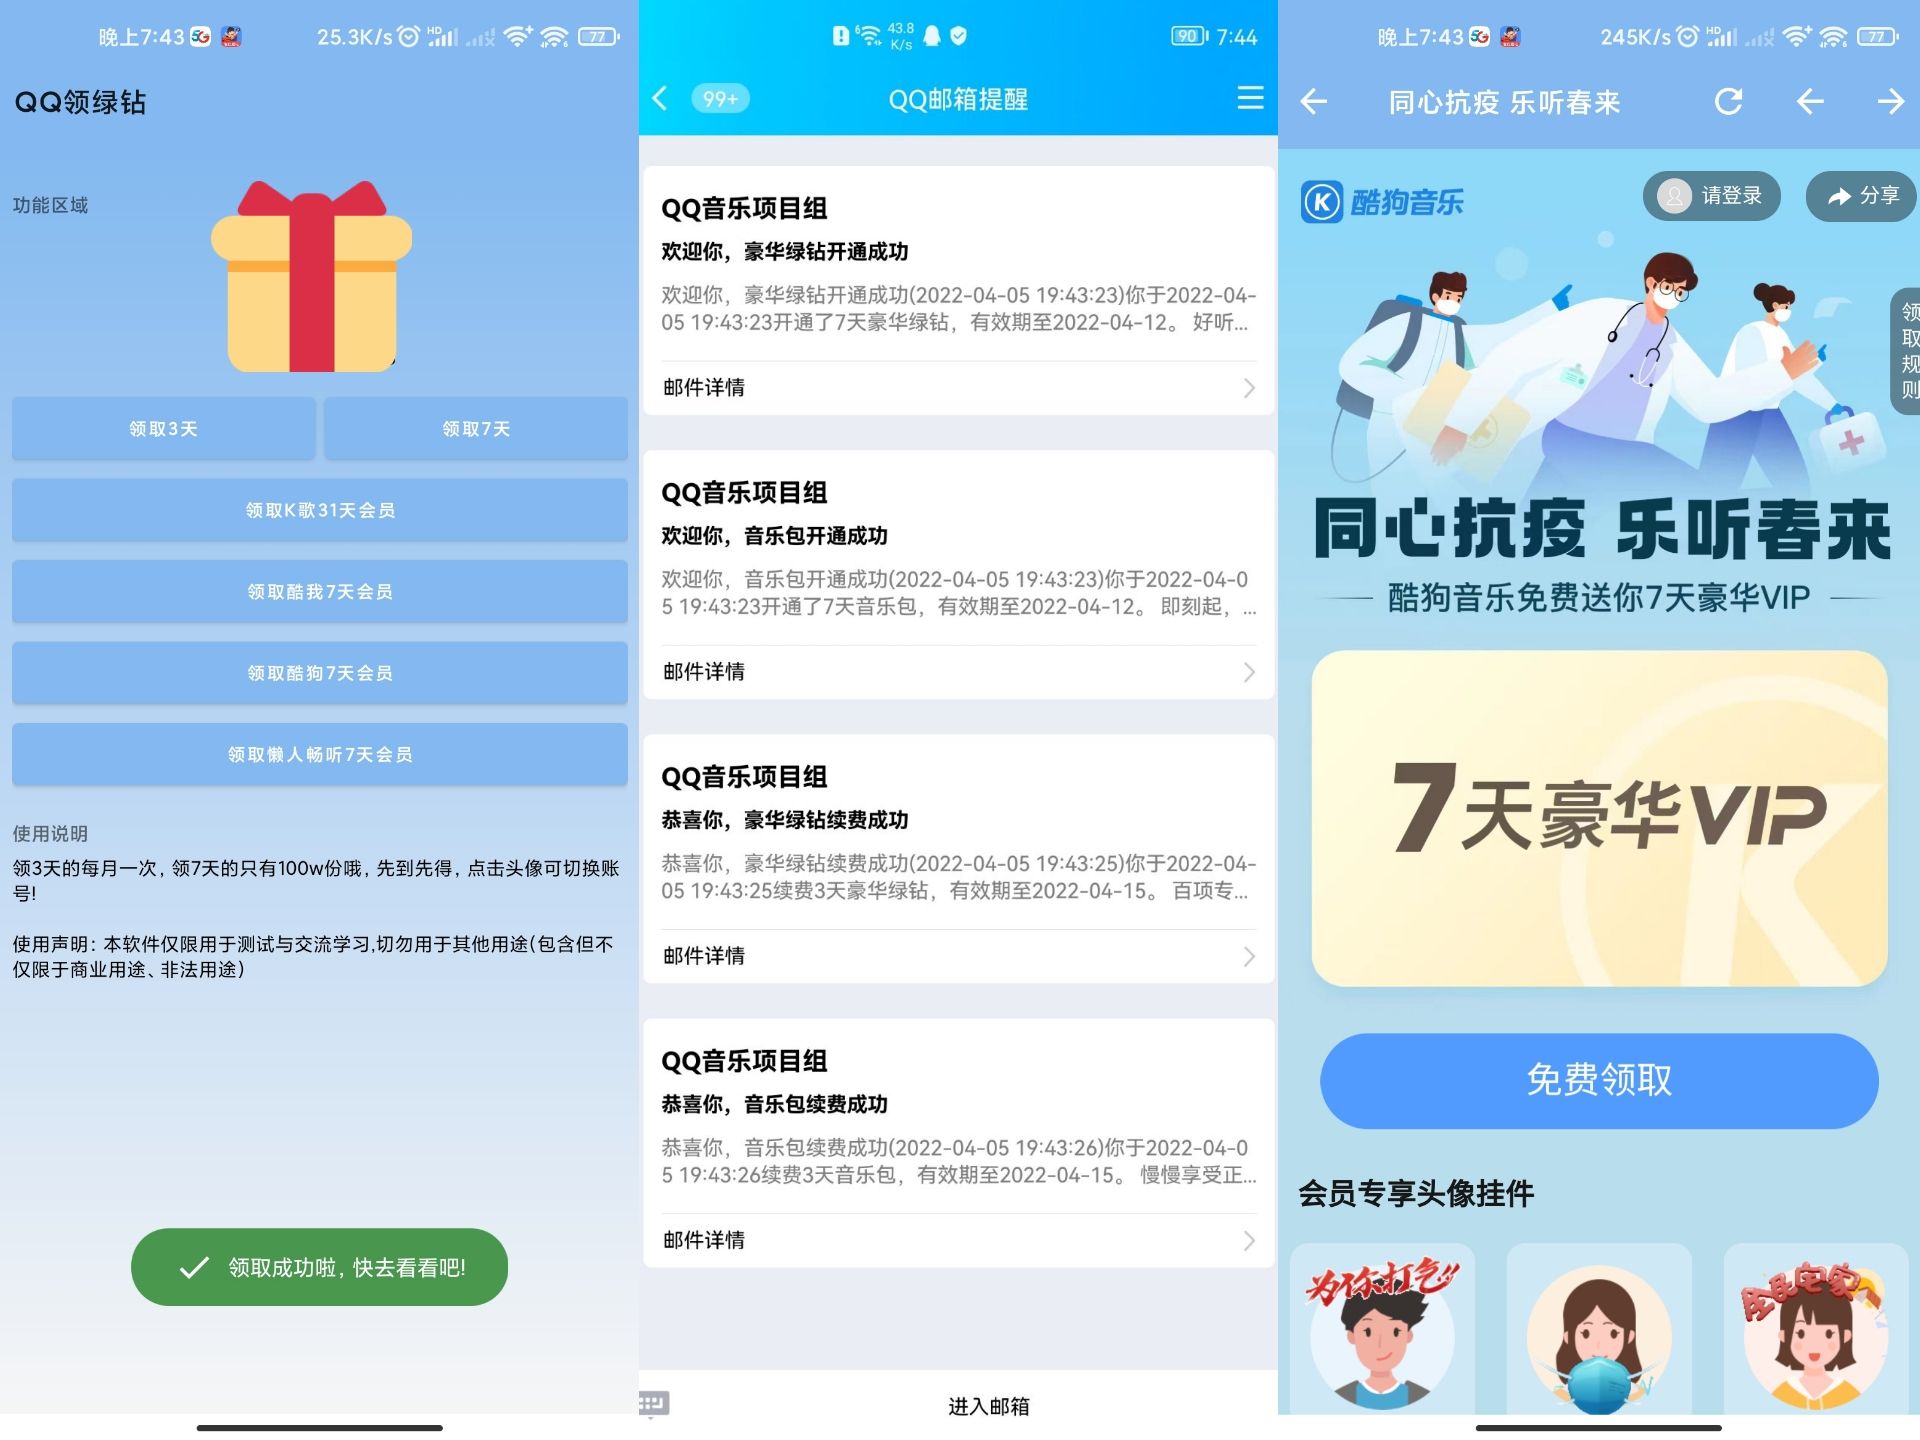 晚上7:43
25.3K/s
HD
77
QQ领绿钻
功能区域
领取3天
领取7天
领取K歌31天会员
领取酷我7天会员
领取酷狗7天会员
领取懒人畅听7天会员
使用说明
领3天的每月一次, 领7天的只有100w份哦, 先到先得, 点击头像可切换账
号!
使用声明: 本软件仅限用于测试与交流学习,切勿用于其他用途(包含但不
仅限于商业用途、非法用途)
领取成功啦, 快去看看吧!
43.8
K/s
90
7:44
99+
QQ邮箱提醒
QQ音乐项目组
欢迎你，豪华绿钻开通成功
欢迎你，豪华绿钻开通成功(2022-04-05 19:43:23)你于2022-04-
05 19:43:23开通了7天豪华绿钻，有效期至2022-04-12。 好听...
邮件详情
QQ音乐项目组
欢迎你，音乐包开通成功
欢迎你，音乐包开通成功(2022-04-05 19:43:23)你于2022-04-0
5 19:43:23开通了7天音乐包，有效期至2022-04-12。 即刻起，...
邮件详情
QQ音乐项目组
恭喜你，豪华绿钻续费成功
恭喜你，豪华绿钻续费成功(2022-04-05 19:43:25)你于2022-04-
05 19:43:25续费3天豪华绿钻，有效期至2022-04-15。 百项专...
邮件详情
QQ音乐项目组
恭喜你，音乐包续费成功
恭喜你，音乐包续费成功(2022-04-05 19:43:26)你于2022-04-0
5 19:43:26续费3天音乐包，有效期至2022-04-15。 慢慢享受正...
邮件详情
进入邮箱
晚上7:43
245K/s
HD
77
同心抗疫 乐听春来
K 酷狗音乐
请登录
分享
领取规则
同心抗疫 乐听春来
酷狗音乐免费送你7天豪华VIP
7天豪华VIP
免费领取
会员专享头像挂件
为你打气!!